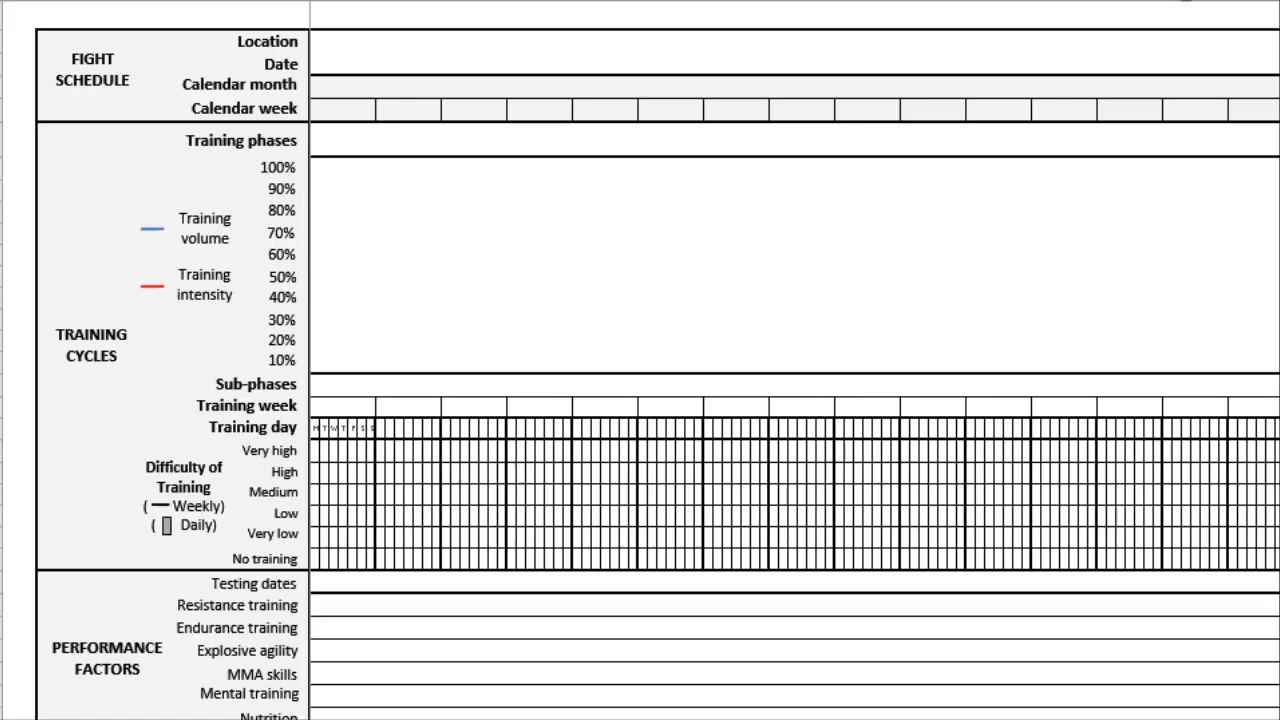 Location
FIGHT
SCHEDULE
Date
Calendar month
Calendar week
Training phases
100%
90%
80%
70%
60%
50%
40%
30%
20%
10%
Training
volume
Training
intensity
TRAINING
CYCLES
Sub-phases
Training week
Training day
H T W T F S S
Very high
High
Medium
Low
Very low
No training
Difficulty of
Training
( — Weekly)
( Daily)
Testing dates
Resistance training
Endurance training
Explosive agility
PERFORMANCE
FACTORS
MMA skills
Mental training
Nutrition